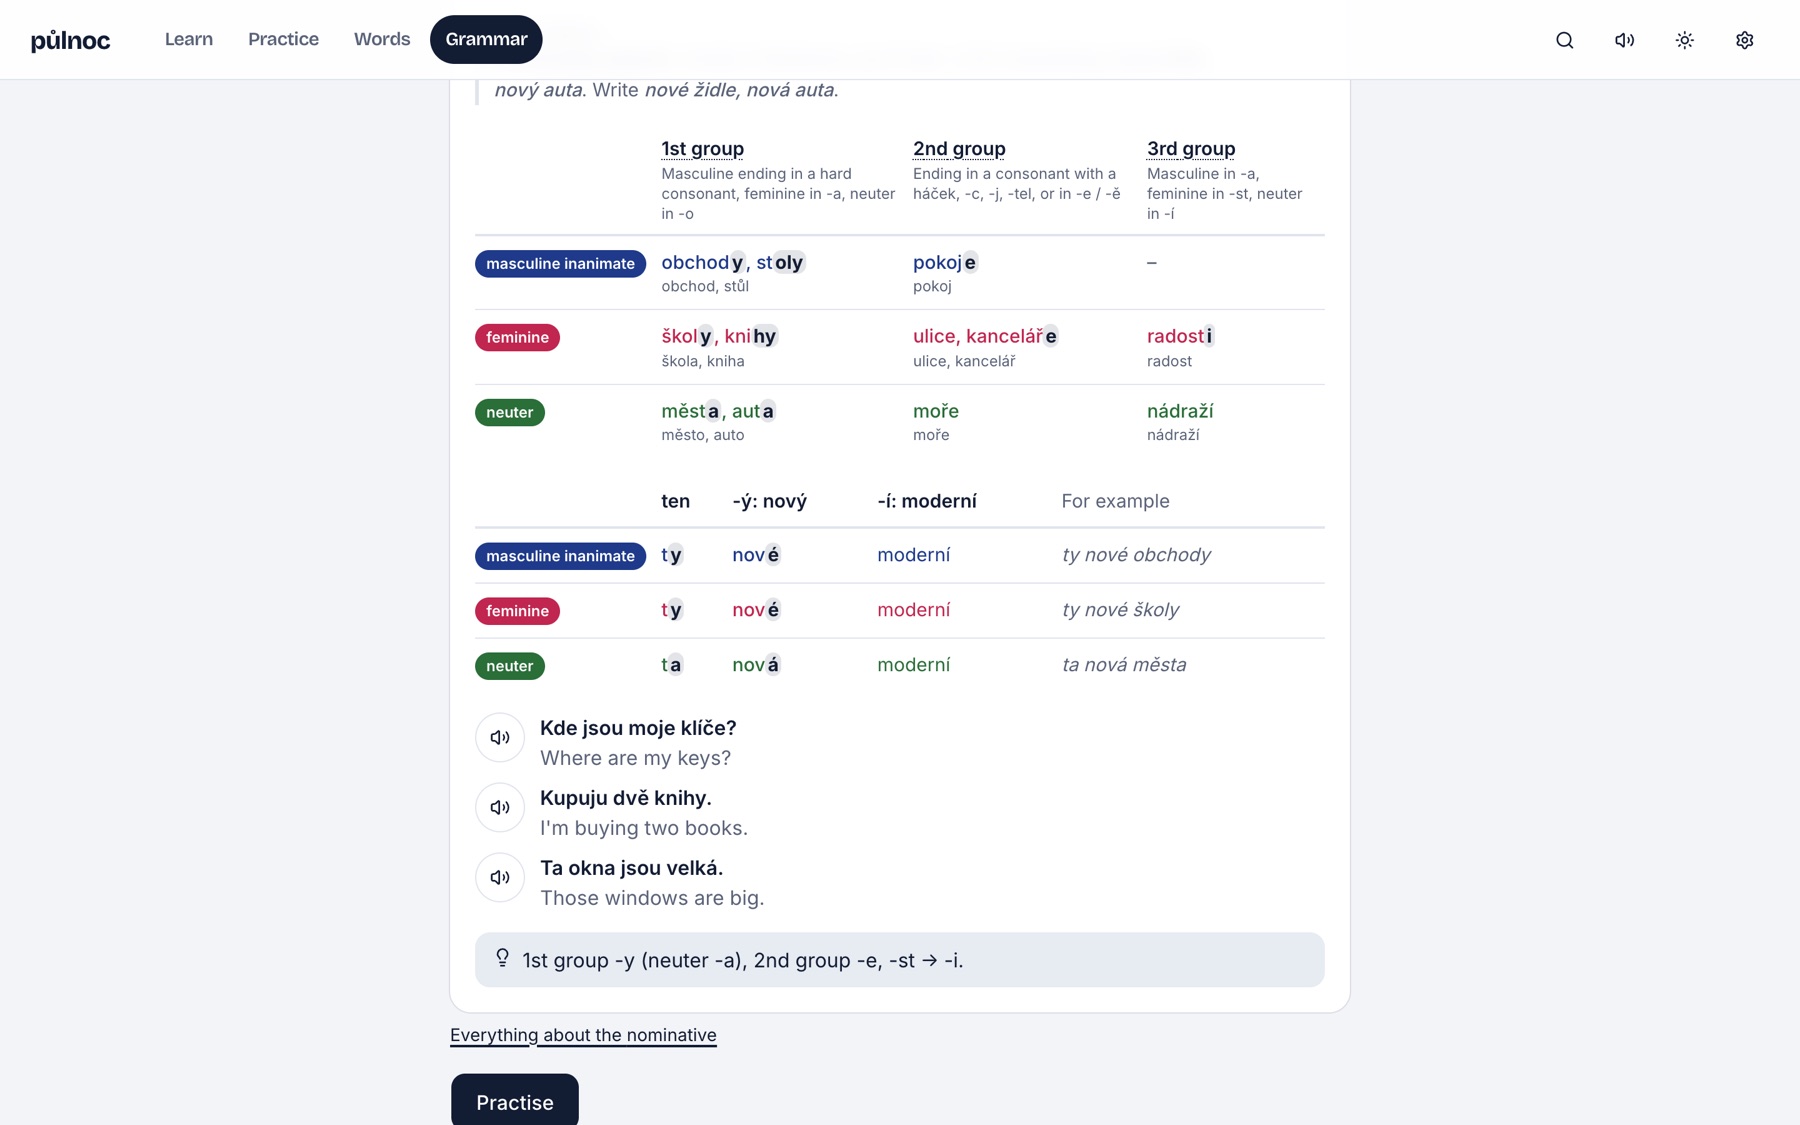 půlnoc Learn Practice Words Grammar
nový auta. Write nové židle, nová auta.
1st group 2nd group 3rd group
Masculine ending in a hard Ending in a consonant with a Masculine in -a,
consonant, feminine in -a, neuter háček, -c, -j, -tel, or in -e / -ě feminine in -st, neuter
in -o in -í
masculine inanimate obchody, stoly pokoje –
obchod, stůl pokoj
feminine školy, knihy ulice, kanceláře radosti
škola, kniha ulice, kancelář radost
neuter města, auta moře nádraží
město, auto moře nádraží
ten -ý: nový -í: moderní For example
masculine inanimate ty nové moderní ty nové obchody
feminine ty nové moderní ty nové školy
neuter ta nová moderní ta nová města
Kde jsou moje klíče?
Where are my keys?
Kupuju dvě knihy.
I'm buying two books.
Ta okna jsou velká.
Those windows are big.
1st group -y (neuter -a), 2nd group -e, -st → -i.
Everything about the nominative
Practise